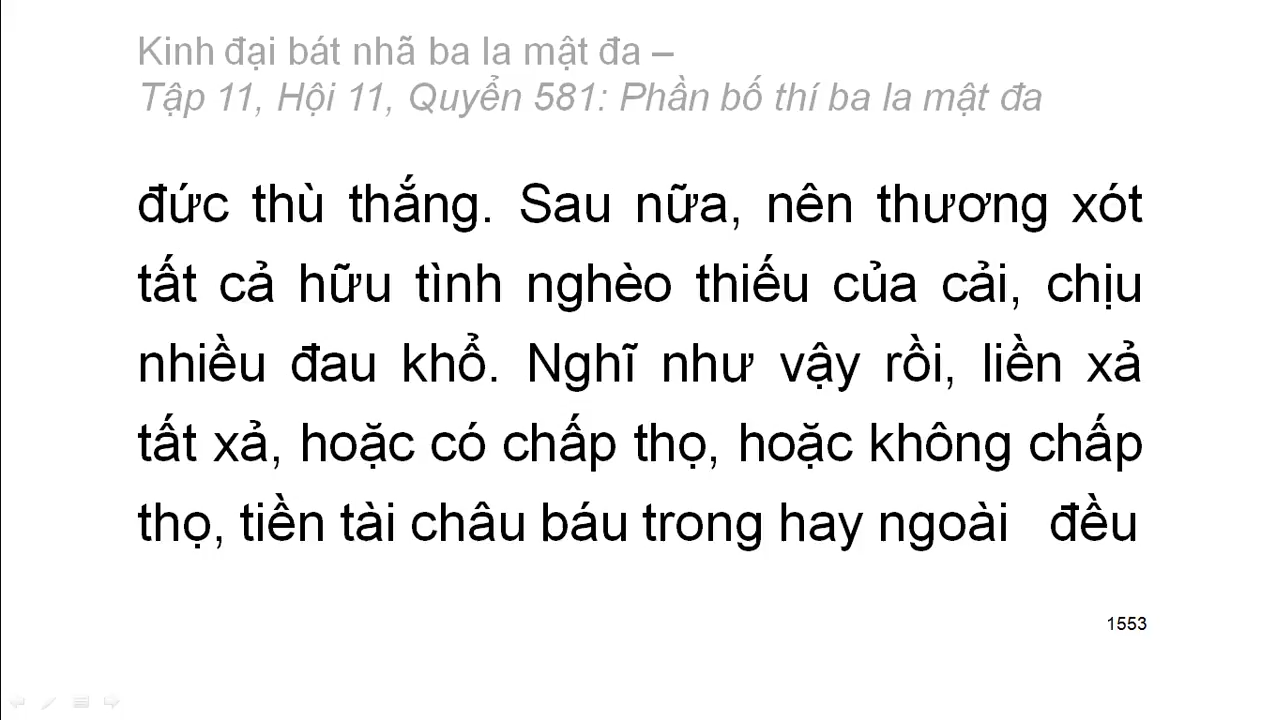 Kinh đại bát nhã ba la mật đa –
Tập 11, Hội 11, Quyển 581: Phần bố thí ba la mật đa
đức thù thắng. Sau nữa, nên thương xót
tất cả hữu tình nghèo thiếu của cải, chịu
nhiều đau khổ. Nghĩ như vậy rồi, liền xả
tất xả, hoặc có chấp thọ, hoặc không chấp
thọ, tiền tài châu báu trong hay ngoài đều
1553